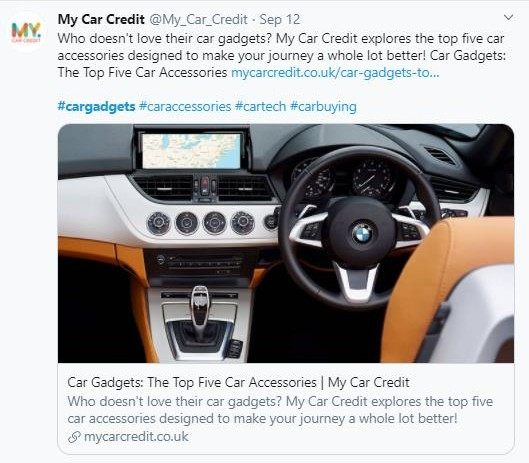 My Car Credit @My_Car_Credit · Sep 12
MY.
CAR CREDIT
Who doesn't love their car gadgets? My Car Credit explores the top five car
accessories designed to make your journey a whole lot better! Car Gadgets:
The Top Five Car Accessories mycarcredit.co.uk/car-gadgets-to…
#cargadgets #caraccessories #cartech #carbuying
Car Gadgets: The Top Five Car Accessories | My Car Credit
Who doesn't love their car gadgets? My Car Credit explores the top five
car accessories designed to make your journey a whole lot better!
mycarcredit.co.uk